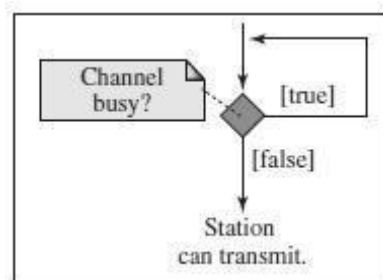 Channel
busy?
[true]
[false]
Station
can transmit.